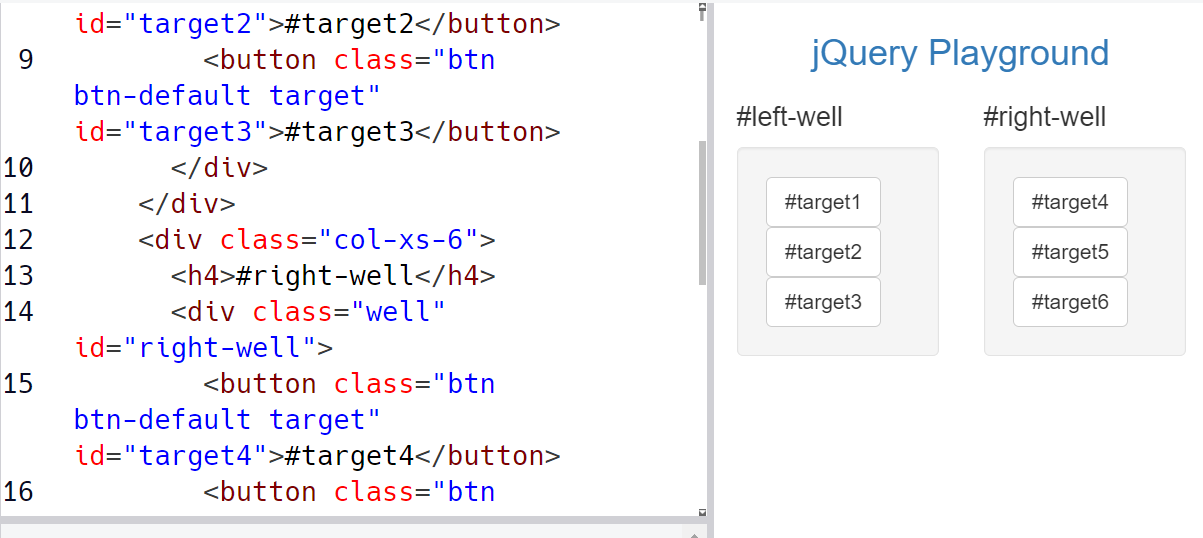 id="target2">#target2</button>
9 <button class="btn
btn-default target"
id="target3">#target3</button>
10 </div>
11 </div>
12 <div class="col-xs-6">
13 <h4>#right-well</h4>
14 <div class="well"
id="right-well">
15 <button class="btn
btn-default target"
id="target4">#target4</button>
16 <button class="btn
jQuery Playground
#left-well
#target1
#target2
#target3
#right-well
#target4
#target5
#target6